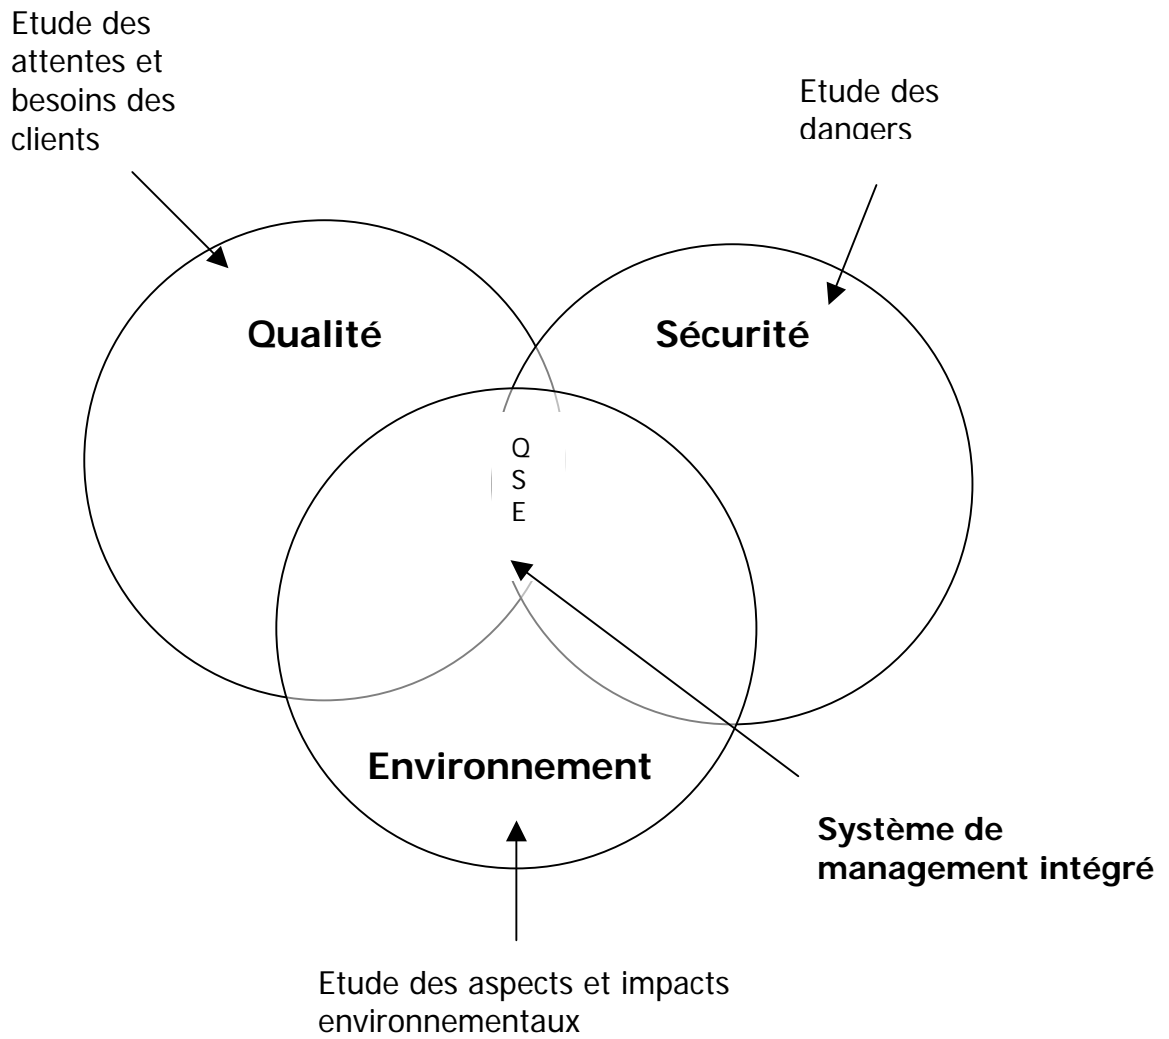 Etude des
attentes et
besoins des
clients
Etude des
dangers
Qualité
Sécurité
Q
S
E
Environnement
Système de
management intégré
Etude des aspects et impacts
environnementaux